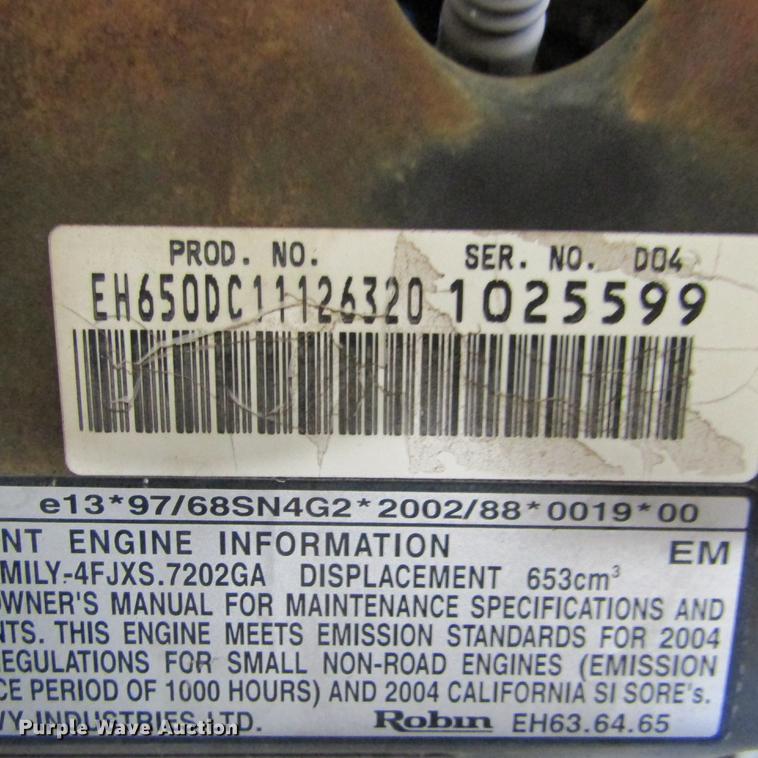 PROD. NO. SER. NO. D04
EH650DC11126320 1025599
e13*97/68SN4G2*2002/88*0019*00
NT ENGINE INFORMATION EM
MILY-4FJXS.7202GA DISPLACEMENT 653cm³
OWNER'S MANUAL FOR MAINTENANCE SPECIFICATIONS AND
NTS. THIS ENGINE MEETS EMISSION STANDARDS FOR 2004
REGULATIONS FOR SMALL NON-ROAD ENGINES (EMISSION
CE PERIOD OF 1000 HOURS) AND 2004 CALIFORNIA SI SORE's.
VY INDUSTRIES LTD. Robin EH63.64.65
Purple Wave Auction